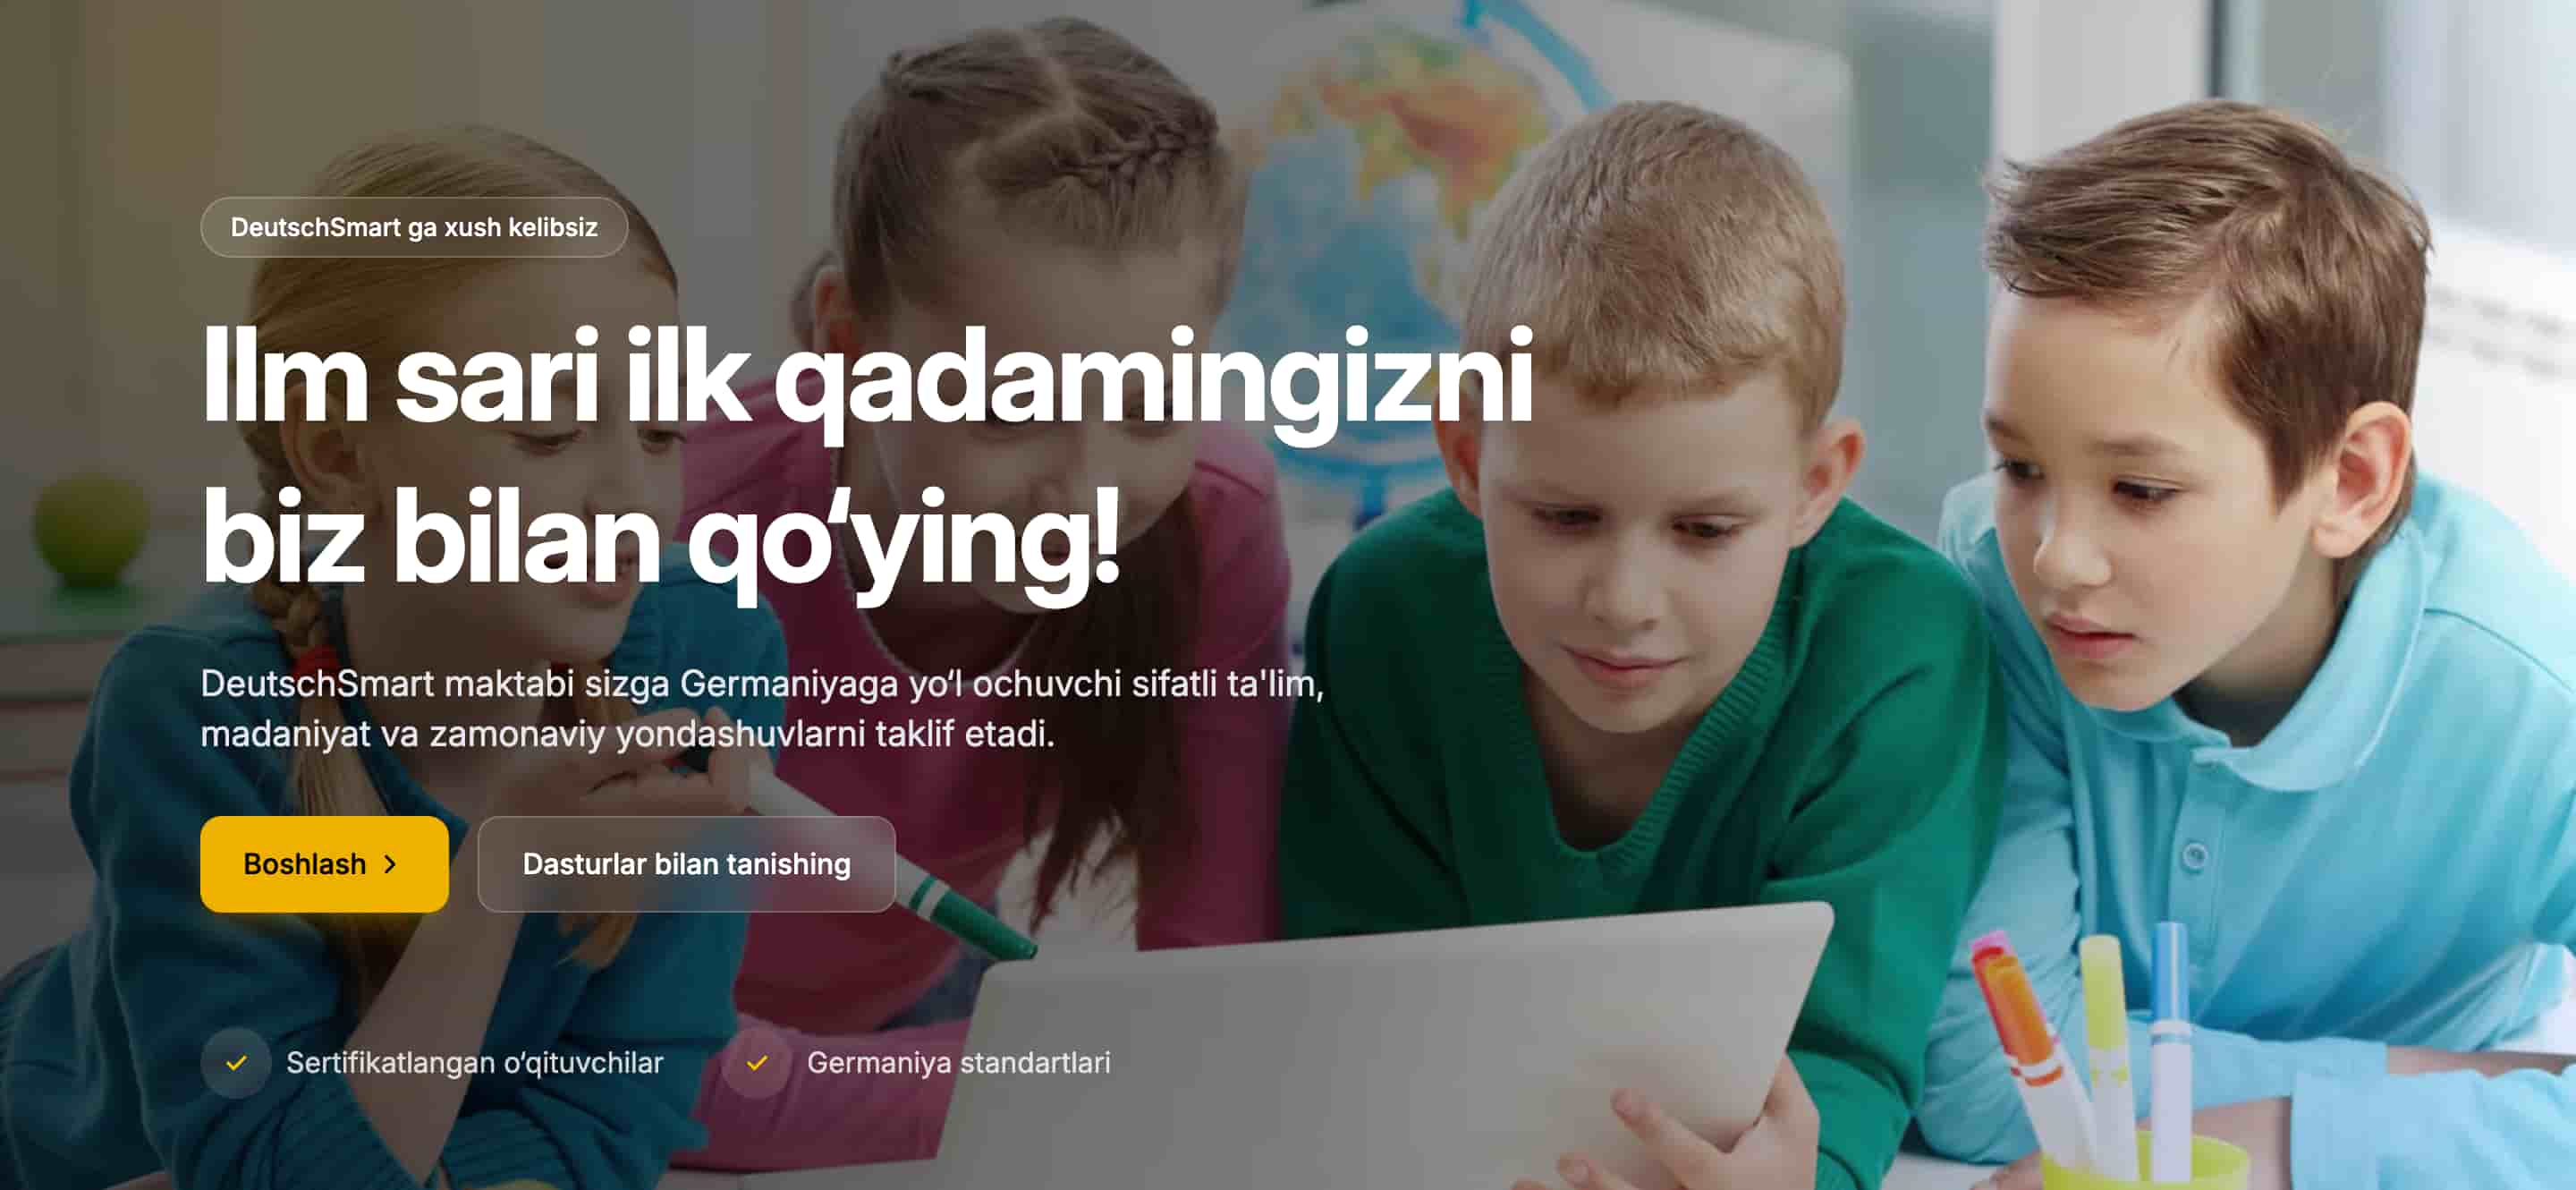 DeutschSmart ga xush kelibsiz
Ilm sari ilk qadamingizni
biz bilan qo‘ying!
DeutschSmart maktabi sizga Germaniyaga yo‘l ochuvchi sifatli ta'lim,
madaniyat va zamonaviy yondashuvlarni taklif etadi.
Boshlash
Dasturlar bilan tanishing
Sertifikatlangan o‘qituvchilar
Germaniya standartlari